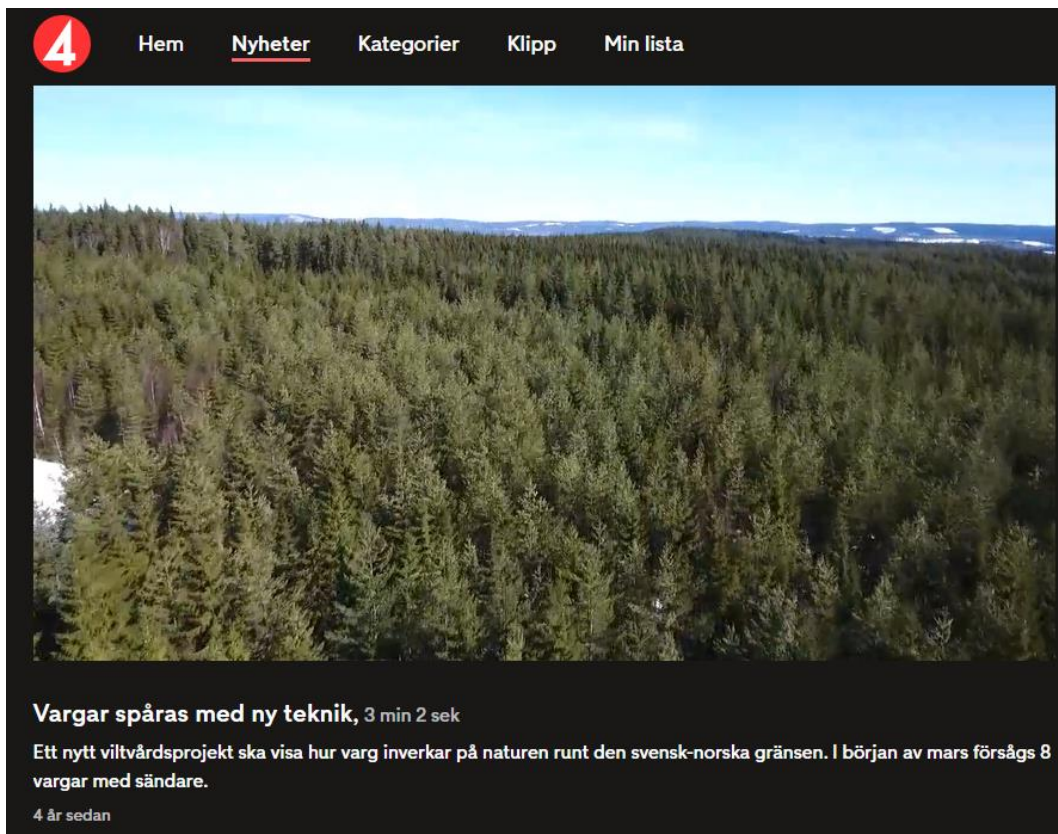 4 Hem Nyheter Kategorier Klipp Min lista
Vargar spåras med ny teknik, 3 min 2 sek
Ett nytt viltvårdsprojekt ska visa hur varg inverkar på naturen runt den svensk-norska gränsen. I början av mars försågs 8
vargar med sändare.
4 år sedan